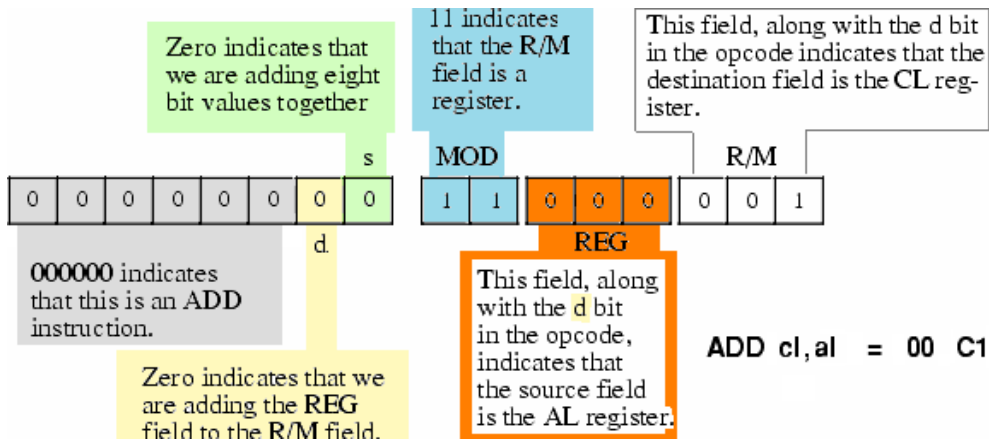 Zero indicates that
we are adding eight
bit values together
11 indicates
that the R/M
field is a
register.
This field, along with the d bit
in the opcode indicates that the
destination field is the CL reg-
ister.
s
MOD
R/M
0 0 0 0 0 0 0 0 1 1 0 0 0 0 0 1
d
REG
000000 indicates
that this is an ADD
instruction.
Zero indicates that we
are adding the REG
field to the R/M field.
This field, along
with the d bit
in the opcode,
indicates that
the source field
is the AL register.
ADD cl,al = 00 C1